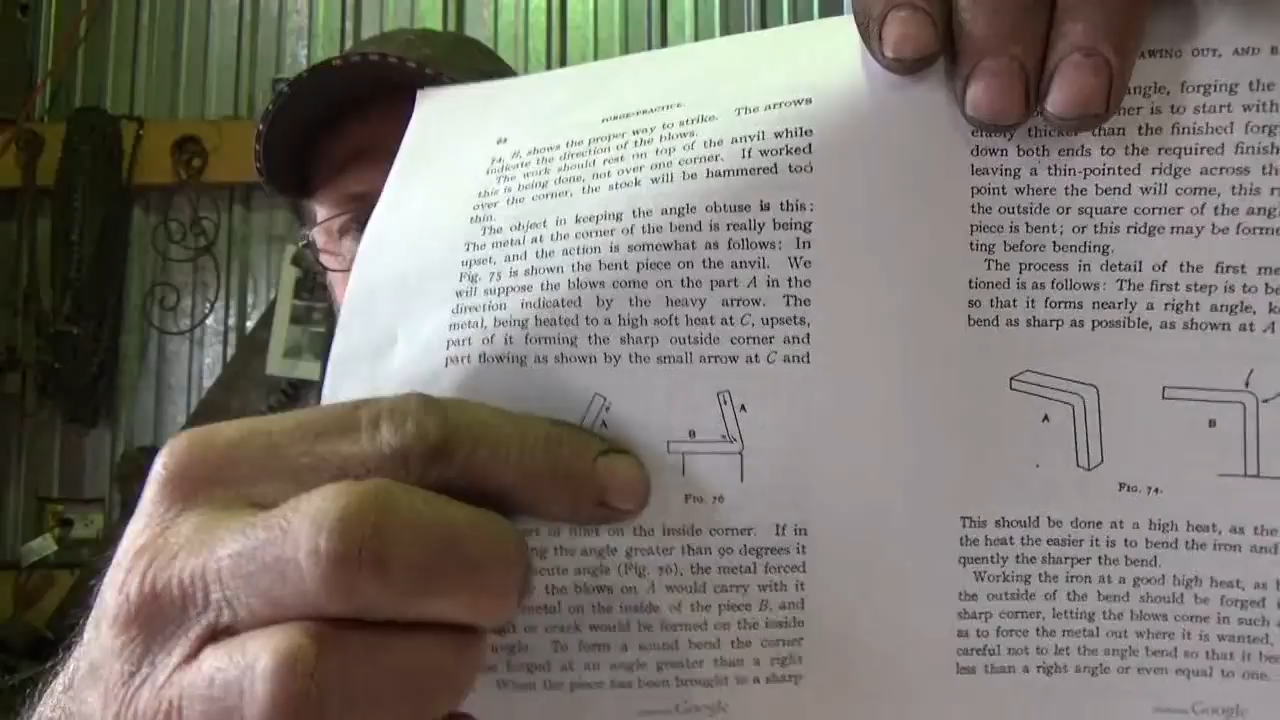 62
FORGE-PRACTICE.
74, B, shows the proper way to strike. The arrows
indicate the direction of the blows.
The work should rest on top of the anvil while
this is being done, not over one corner. If worked
over the corner, the stock will be hammered too
thin.
The object in keeping the angle obtuse is this:
The metal at the corner of the bend is really being
upset, and the action is somewhat as follows: In
Fig. 75 is shown the bent piece on the anvil. We
will suppose the blows come on the part A in the
direction indicated by the heavy arrow. The
metal, being heated to a high soft heat at C, upsets,
part of it forming the sharp outside corner and
part flowing as shown by the small arrow at C and
A
B
A
FIG. 76
on the inside corner. If in
the angle greater than 90 degrees it
acute angle (Fig. 76), the metal forced
the blows on A would carry with it
metal on the inside of the piece B, and
or crack would be formed on the inside
angle. To form a sound bend the corner
forged at an angle greater than a right
When the piece has been brought to a sharp
Google
AWING OUT, AND B
angle, forging the
her is to start with
thicker than the finished forg
down both ends to the required finish
leaving a thin-pointed ridge across th
point where the bend will come, this r
the outside or square corner of the ang
piece is bent; or this ridge may be forme
ting before bending.
The process in detail of the first me
tioned is as follows: The first step is to be
so that it forms nearly a right angle, k
bend as sharp as possible, as shown at A
A
B
FIG. 74.
This should be done at a high heat, as the
the heat the easier it is to bend the iron and
quently the sharper the bend.
Working the iron at a good high heat, as
the outside of the bend should be forged
sharp corner, letting the blows come in such
as to force the metal out where it is wanted,
careful not to let the angle bend so that it bec
less than a right angle or even equal to one.
Google